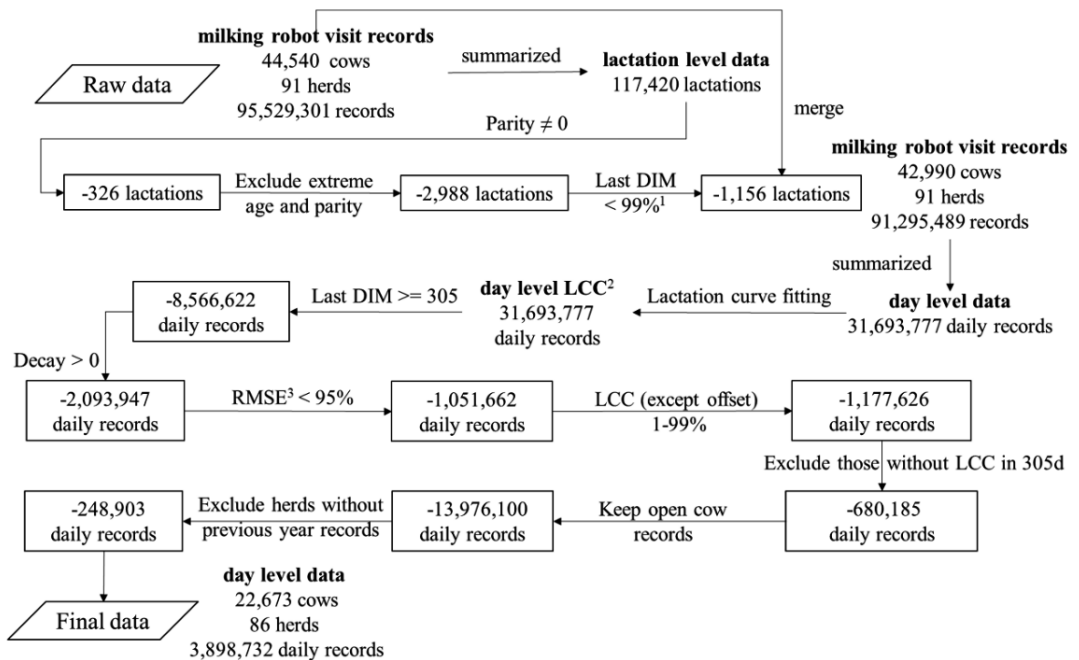 milking robot visit records
44,540 cows
91 herds
95,529,301 records
Raw data
summarized
lactation level data
117,420 lactations
Parity ≠ 0
merge
milking robot visit records
42,990 cows
91 herds
91,295,489 records
-326 lactations
Exclude extreme
age and parity
-2,988 lactations
Last DIM
< 99%¹
-1,156 lactations
summarized
day level data
31,693,777 daily records
Lactation curve fitting
day level LCC²
31,693,777
daily records
Last DIM >= 305
-8,566,622
daily records
Decay > 0
-2,093,947
daily records
RMSE³ < 95%
-1,051,662
daily records
LCC (except offset)
1-99%
-1,177,626
daily records
Exclude those without LCC in 305d
-680,185
daily records
Keep open cow
records
-13,976,100
daily records
Exclude herds without
previous year records
-248,903
daily records
Final data
day level data
22,673 cows
86 herds
3,898,732 daily records